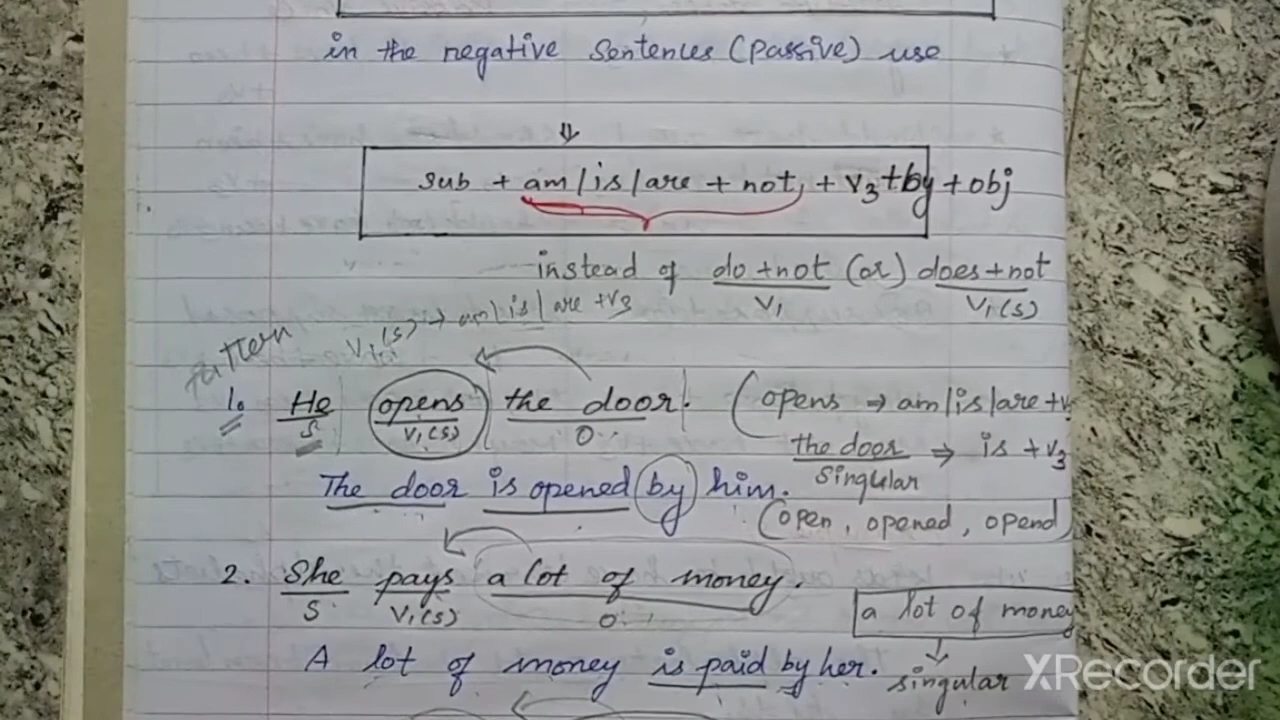 in the negative sentences (passive) use
⇓
sub + am/is/are + not, + v3 + by + obj
instead of do + not (or) does + not
V1 V1(s)
V1(s) → am/is/are + v3
Pattern
1. He opens the door. (opens ⇒ am/is/are + v
S V1(s) O
the door ⇒ is + v3
singular
The door is opened by him.
(open, opened, opend)
2. She pays a lot of money.
S V1(s) O
a lot of money
↓
singular
A lot of money is paid by her.
XRecorder